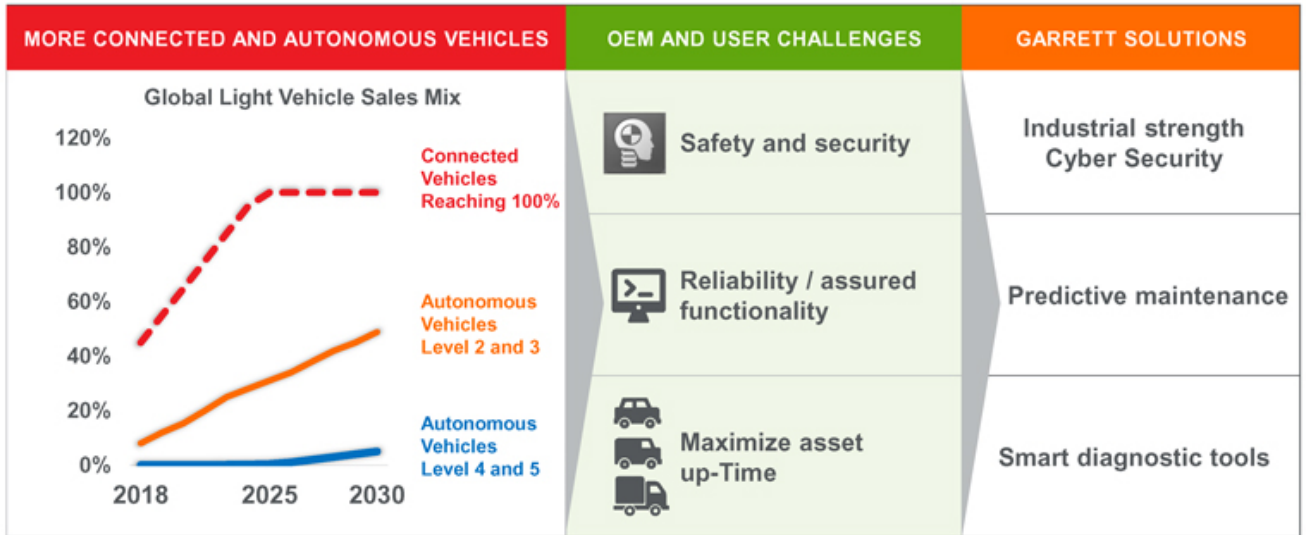 MORE CONNECTED AND AUTONOMOUS VEHICLES
Global Light Vehicle Sales Mix
120%
100%
80%
60%
40%
20%
0%
2018
2025
2030
Connected
Vehicles
Reaching 100%
Autonomous
Vehicles
Level 2 and 3
Autonomous
Vehicles
Level 4 and 5
OEM AND USER CHALLENGES
Safety and security
Reliability / assured
functionality
Maximize asset
up-Time
GARRETT SOLUTIONS
Industrial strength
Cyber Security
Predictive maintenance
Smart diagnostic tools